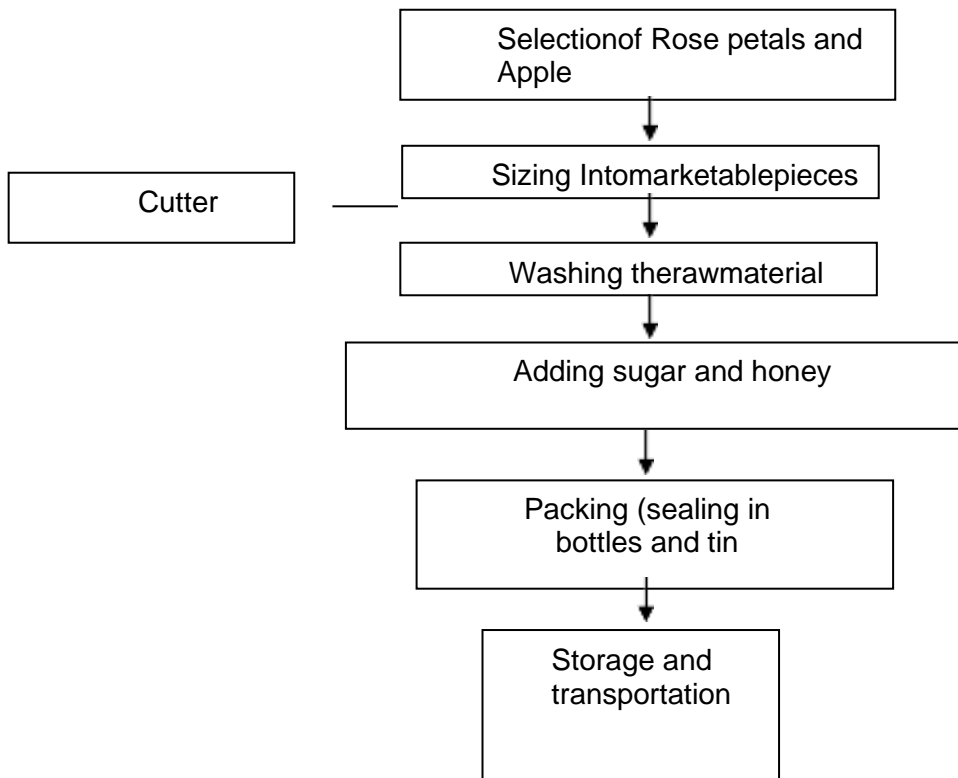 Selectionof Rose petals and
Apple
Sizing Intomarketablepieces
Cutter
Washing therawmaterial
Adding sugar and honey
Packing (sealing in
bottles and tin
Storage and
transportation